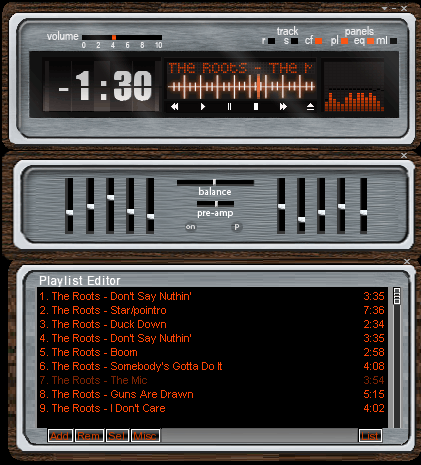 volume
0 2 4 6 8 10
track
r s cf
panels
pl eq ml
- 1 : 30
The Roots - The M
balance
pre-amp
on
P
Playlist Editor
1. The Roots - Don't Say Nuthin' 3:35
2. The Roots - Star/pointro 7:36
3. The Roots - Duck Down 2:34
4. The Roots - Don't Say Nuthin' 3:35
5. The Roots - Boom 2:58
6. The Roots - Somebody's Gotta Do It 4:08
7. The Roots - The Mic 3:54
8. The Roots - Guns Are Drawn 5:15
9. The Roots - I Don't Care 4:02
Add Rem Sel Misc List